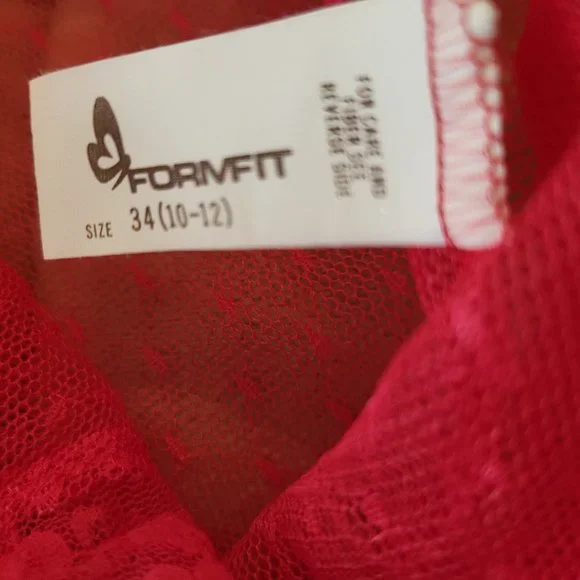 FORMFIT
SIZE 34 (10-12)
FOR CARE AND
FIBER SEE
REVERSE SIDE